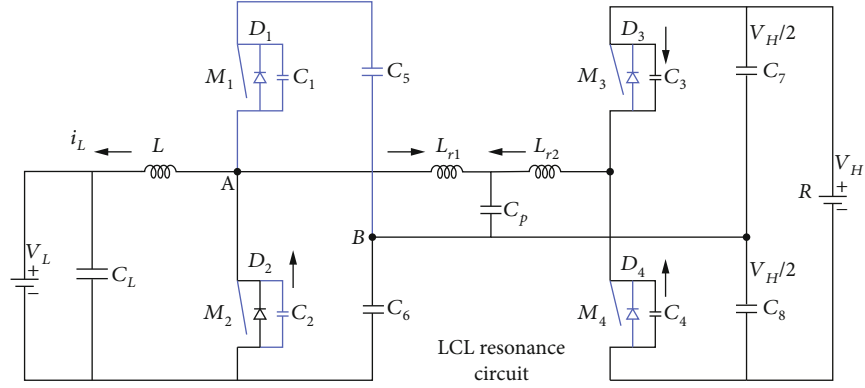 D1
M1
C1
C5
D3
M3
C3
VH/2
C7
iL
L
A
Lr1
Lr2
Cp
R
VH
+
−
B
VL
+
−
CL
D2
M2
C2
C6
D4
M4
C4
VH/2
C8
LCL resonance
circuit